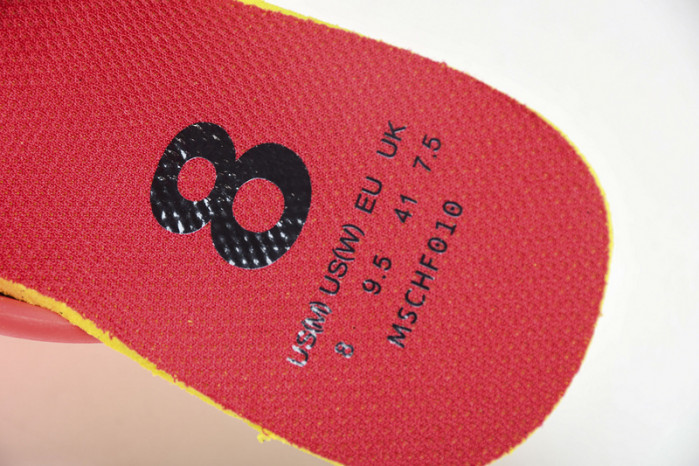 8
US(M) US(W) EU UK
8 9.5 41 7.5
MSCHF010